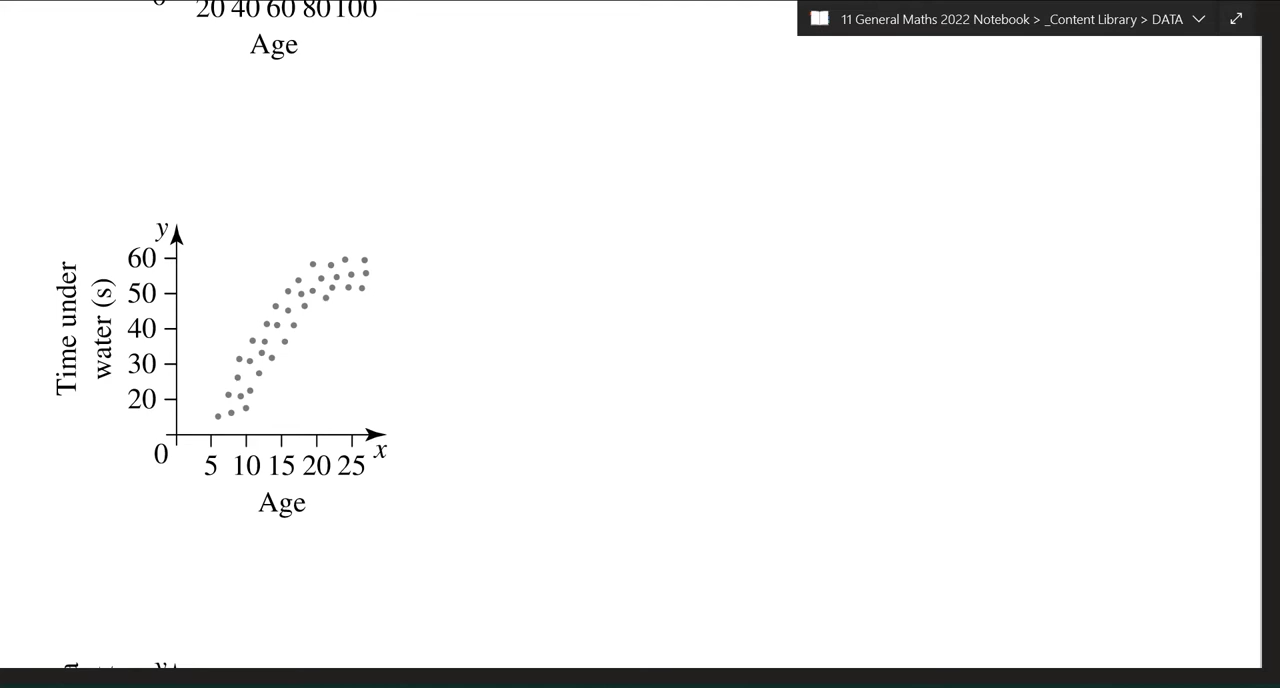 0
20 40 60 80 100
11 General Maths 2022 Notebook > _Content Library > DATA
Age
y
60
50
40
30
20
Time under
water (s)
0
5 10 15 20 25
x
Age